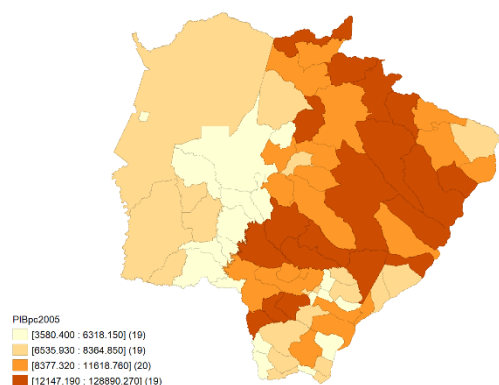 PIBpc2005
[3580.400 : 6318.150] (19)
[6535.930 : 8364.850] (19)
[8377.320 : 11618.760] (20)
[12147.190 : 128890.270] (19)